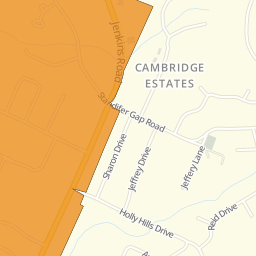 Jenkins Road
CAMBRIDGE
ESTATES
Standifer Gap Road
Sharon Drive
Jeffrey Drive
Jeffery Lane
Holly Hills Drive
Reid Drive